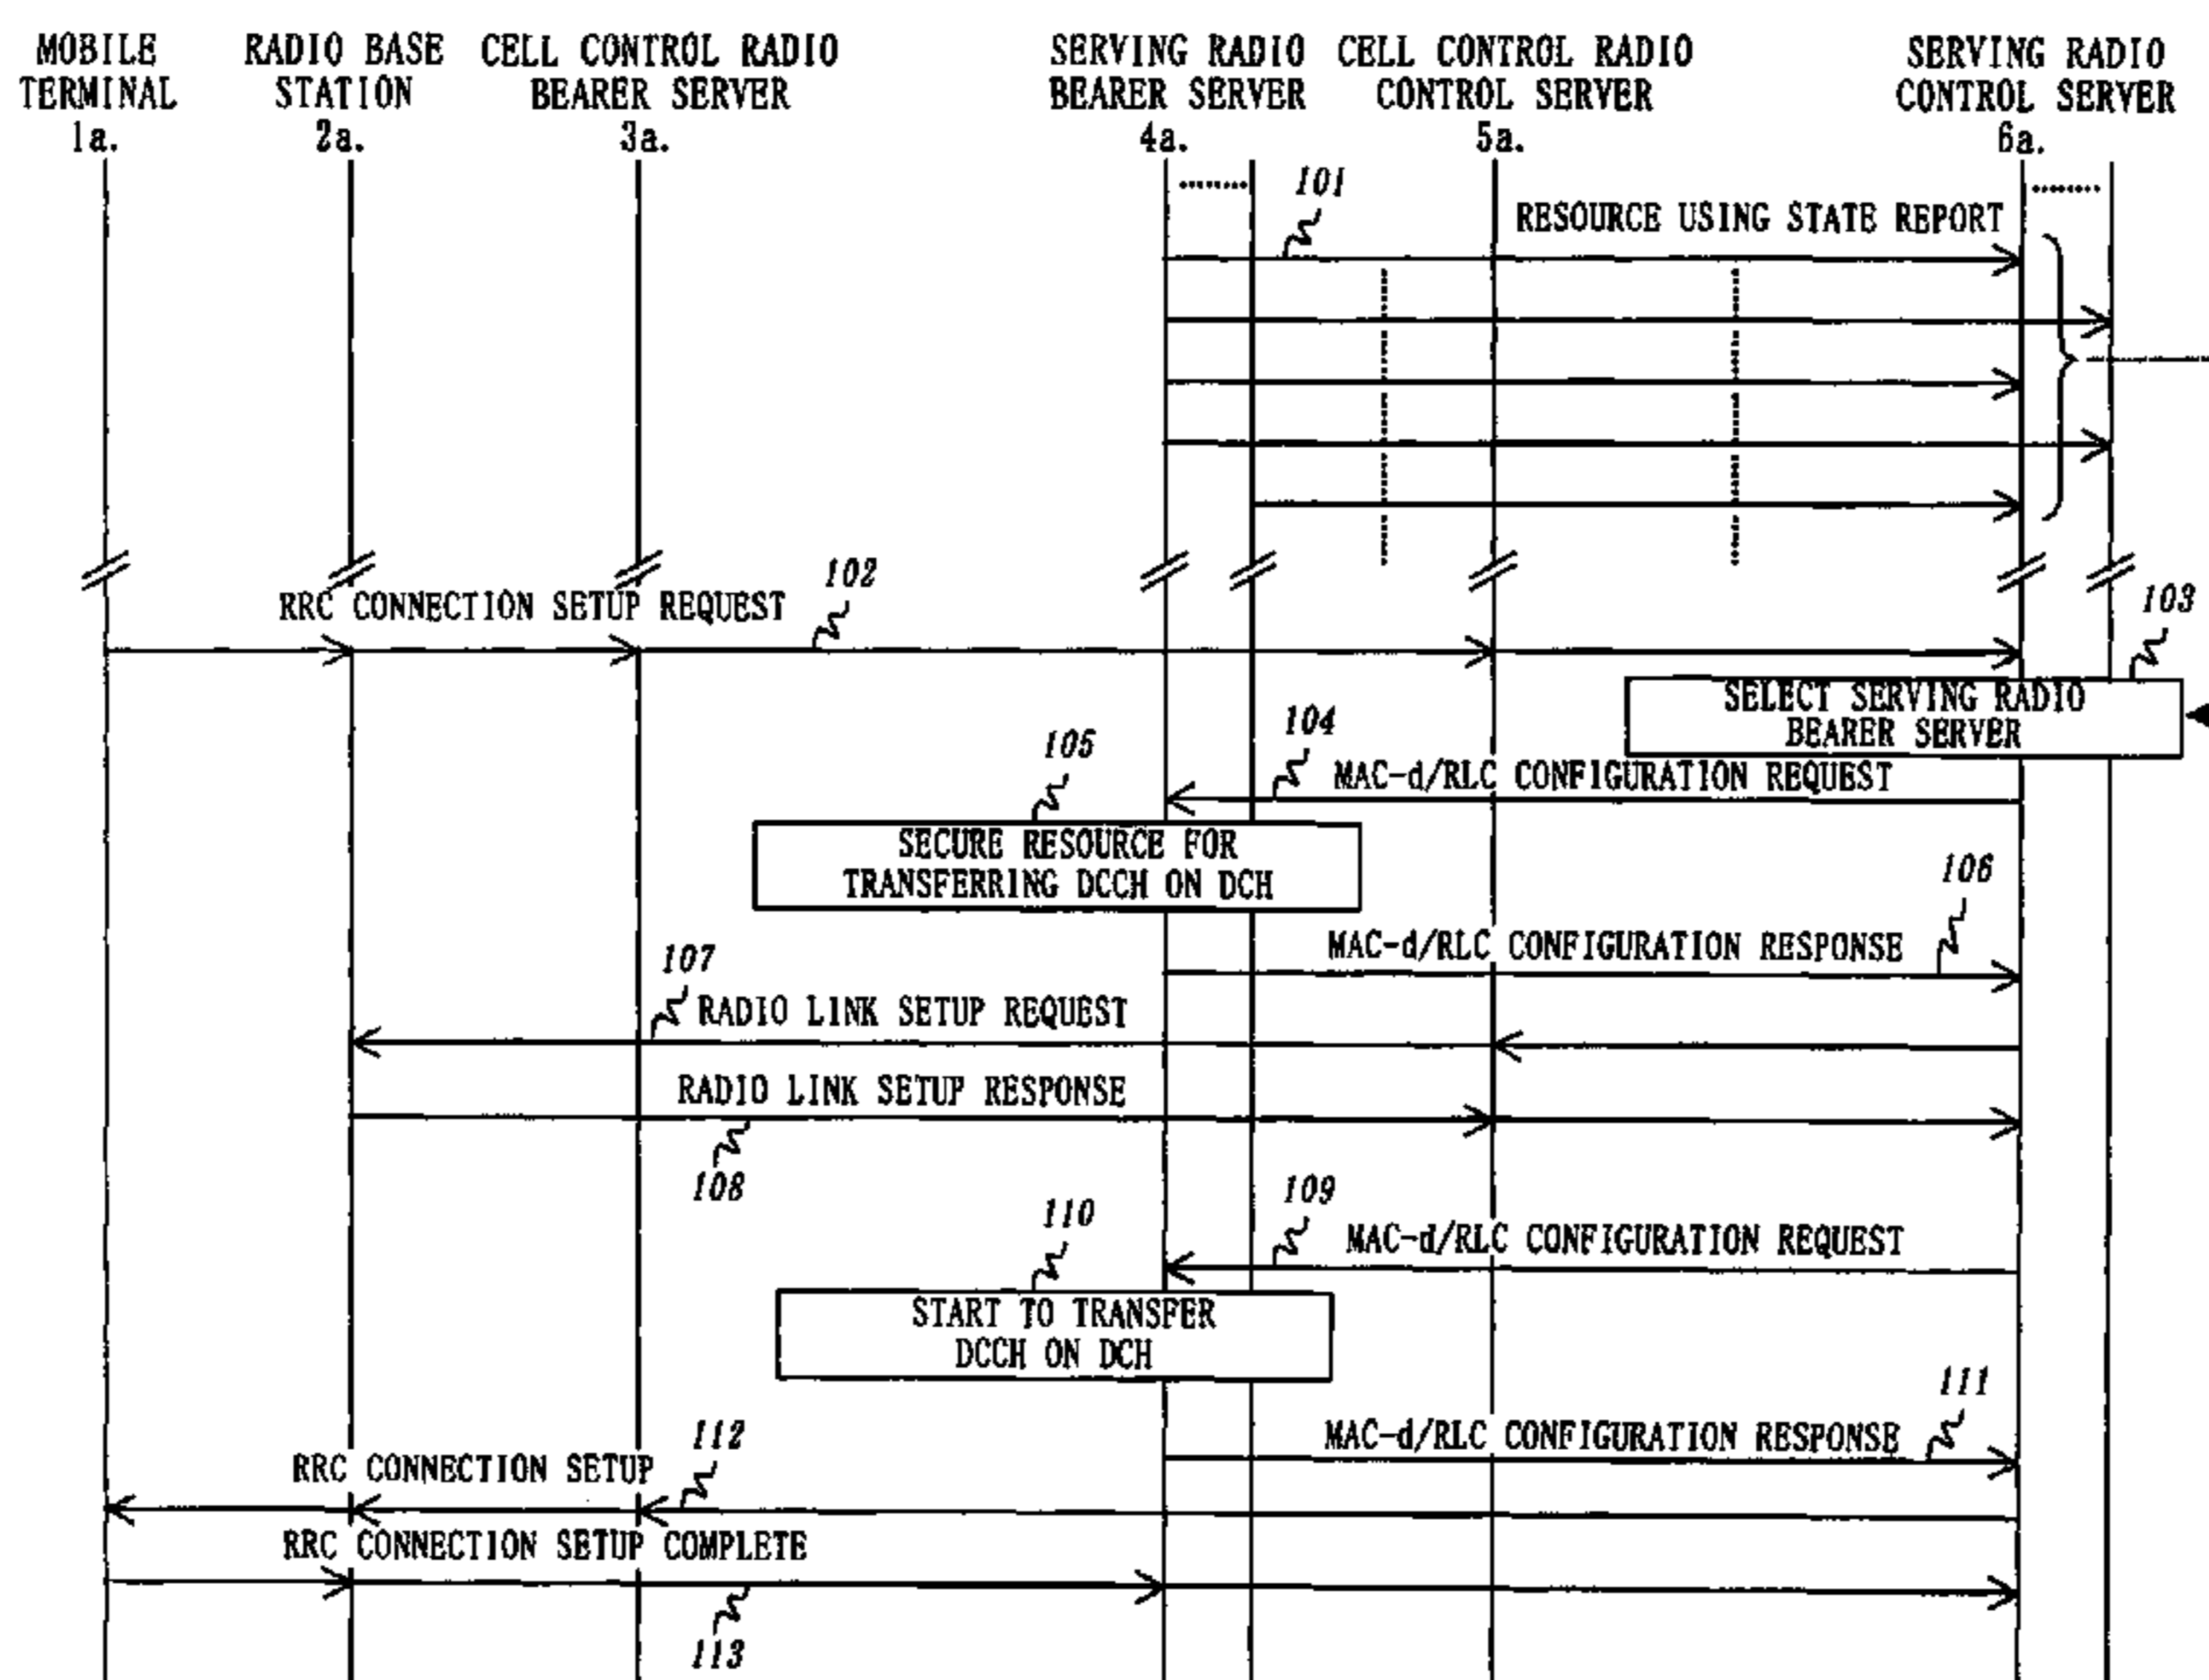 MOBILE
TERMINAL
1a.
RADIO BASE
STATION
2a.
CELL CONTROL RADIO
BEARER SERVER
3a.
SERVING RADIO
BEARER SERVER
4a.
CELL CONTROL RADIO
CONTROL SERVER
5a.
SERVING RADIO
CONTROL SERVER
6a.
101
RESOURCE USING STATE REPORT
102
RRC CONNECTION SETUP REQUEST
103
SELECT SERVING RADIO
BEARER SERVER
104
MAC-d/RLC CONFIGURATION REQUEST
105
SECURE RESOURCE FOR
TRANSFERRING DCCH ON DCH
106
MAC-d/RLC CONFIGURATION RESPONSE
107
RADIO LINK SETUP REQUEST
RADIO LINK SETUP RESPONSE
108
109
MAC-d/RLC CONFIGURATION REQUEST
110
START TO TRANSFER
DCCH ON DCH
111
MAC-d/RLC CONFIGURATION RESPONSE
112
RRC CONNECTION SETUP
RRC CONNECTION SETUP COMPLETE
113